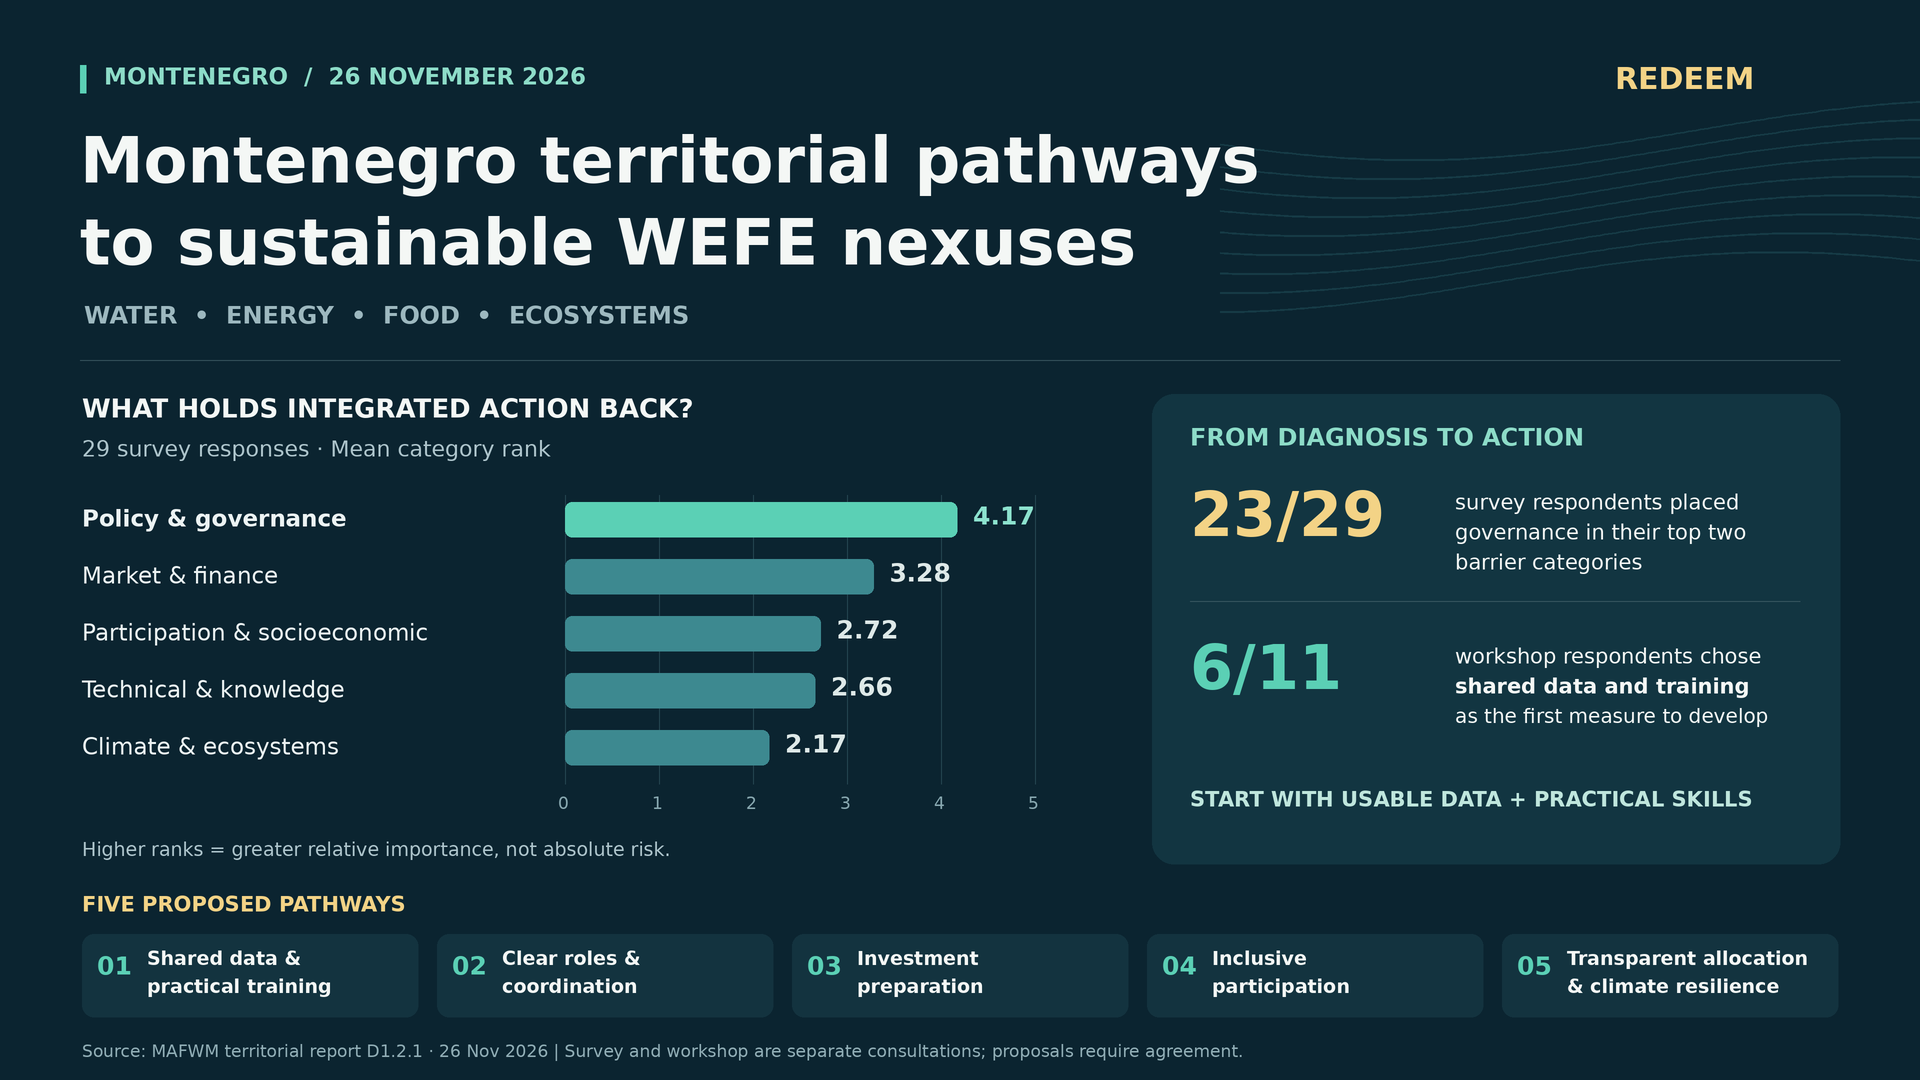 MONTENEGRO / 26 NOVEMBER 2026
REDEEM
Montenegro territorial pathways
to sustainable WEFE nexuses
WATER • ENERGY • FOOD • ECOSYSTEMS
WHAT HOLDS INTEGRATED ACTION BACK?
29 survey responses · Mean category rank
Policy & governance 4.17
Market & finance 3.28
Participation & socioeconomic 2.72
Technical & knowledge 2.66
Climate & ecosystems 2.17
0 1 2 3 4 5
Higher ranks = greater relative importance, not absolute risk.
FROM DIAGNOSIS TO ACTION
23/29
survey respondents placed
governance in their top two
barrier categories
6/11
workshop respondents chose
shared data and training
as the first measure to develop
START WITH USABLE DATA + PRACTICAL SKILLS
FIVE PROPOSED PATHWAYS
01 Shared data &
practical training
02 Clear roles &
coordination
03 Investment
preparation
04 Inclusive
participation
05 Transparent allocation
& climate resilience
Source: MAFWM territorial report D1.2.1 · 26 Nov 2026 | Survey and workshop are separate consultations; proposals require agreement.